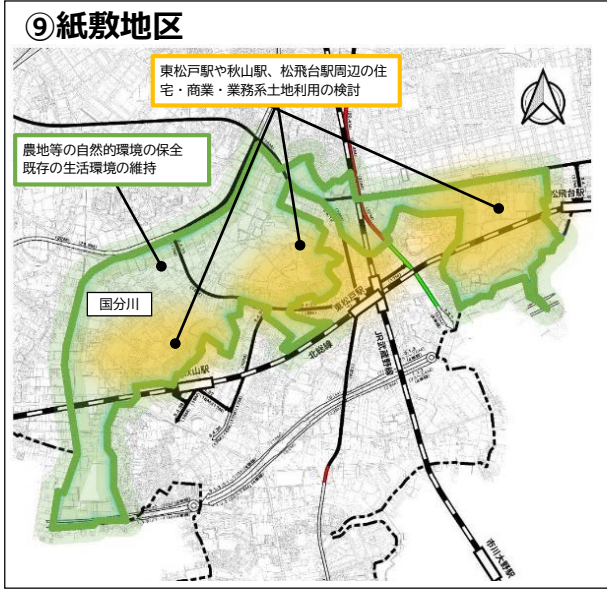 ⑨紙敷地区
東松戸駅や秋山駅、松飛台駅周辺の住
宅・商業・業務系土地利用の検討
農地等の自然的環境の保全
既存の生活環境の維持
松飛台駅
国分川
東松戸駅
北総線
JR武蔵野線
秋山駅
市川大野駅